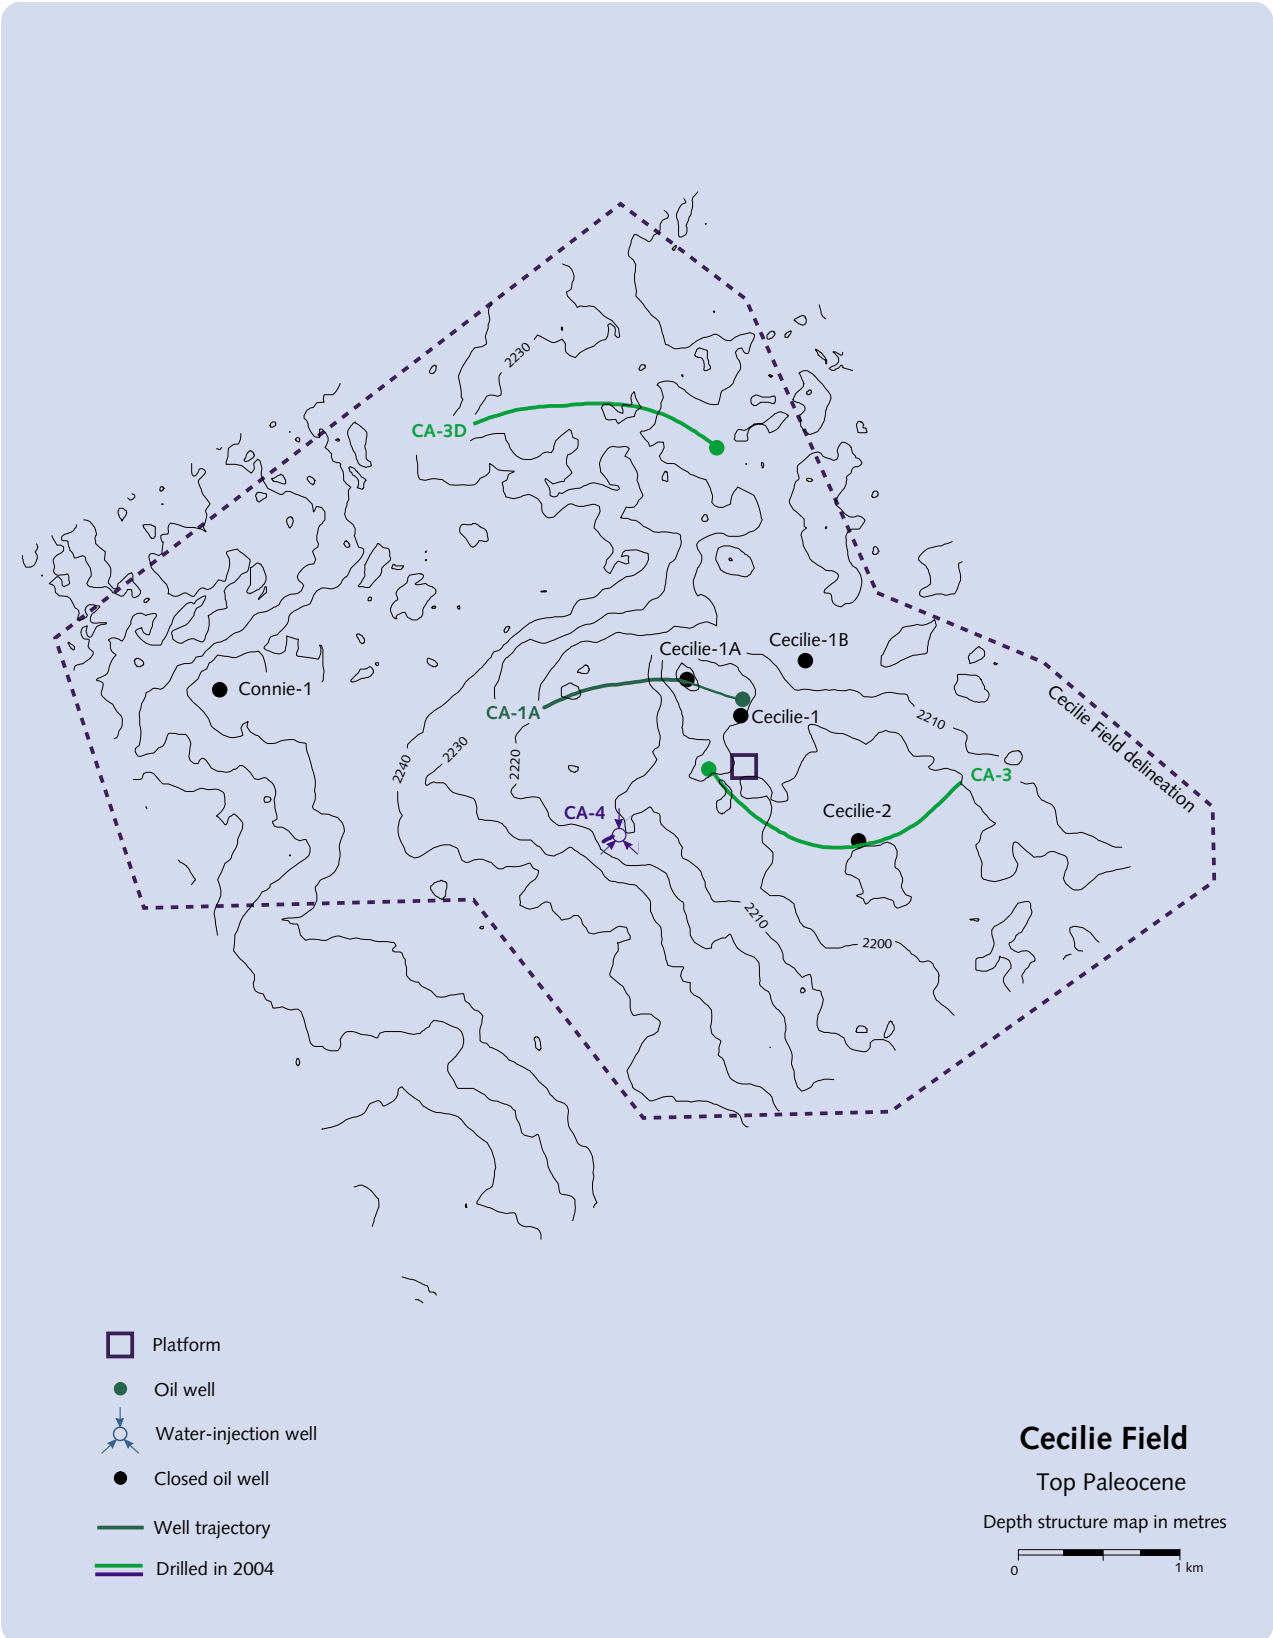 2230
CA-3D
Cecilie-1B
Cecilie-1A
Connie-1
CA-1A
Cecilie-1
2210
Cecilie Field delineation
2240
2230
2220
CA-3
CA-4
Cecilie-2
2210
2200
Platform
Oil well
Water-injection well
Closed oil well
Well trajectory
Drilled in 2004
Cecilie Field
Top Paleocene
Depth structure map in metres
0
1 km